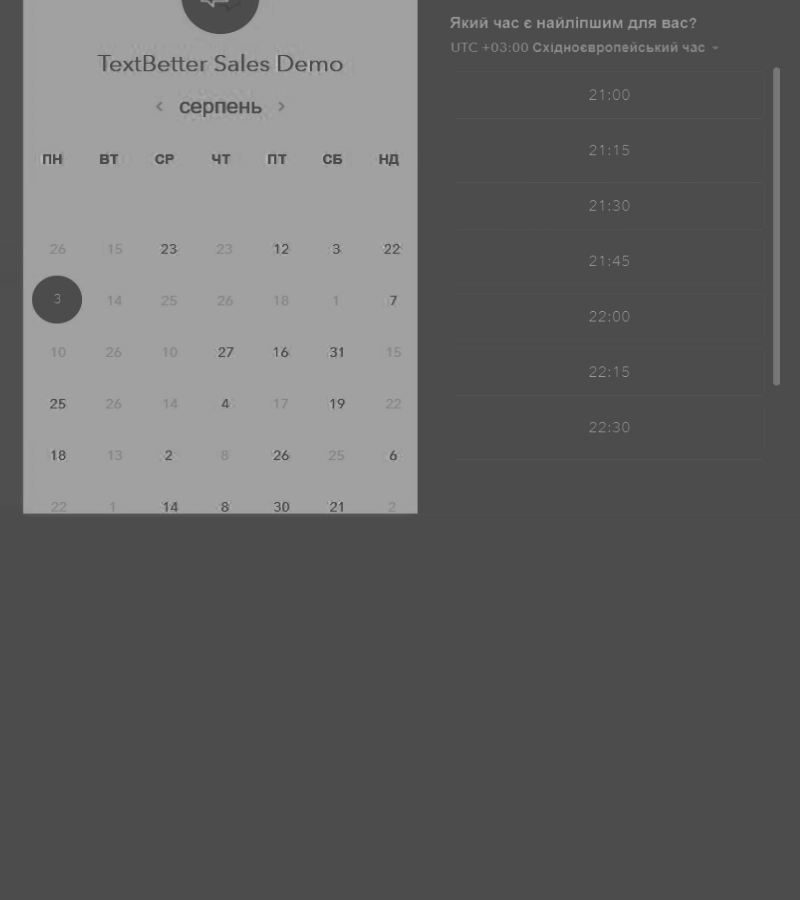 TextBetter Sales Demo
< серпень >
ПН ВТ СР ЧТ ПТ СБ НД
26 15 23 23 12 3 22
3 14 25 26 18 1 7
10 26 10 27 16 31 15
25 26 14 4 17 19 22
18 13 2 8 26 25 6
22 1 14 8 30 21 2
Який час є найліпшим для вас?
UTC +03:00 Східноєвропейський час
21:00
21:15
21:30
21:45
22:00
22:15
22:30